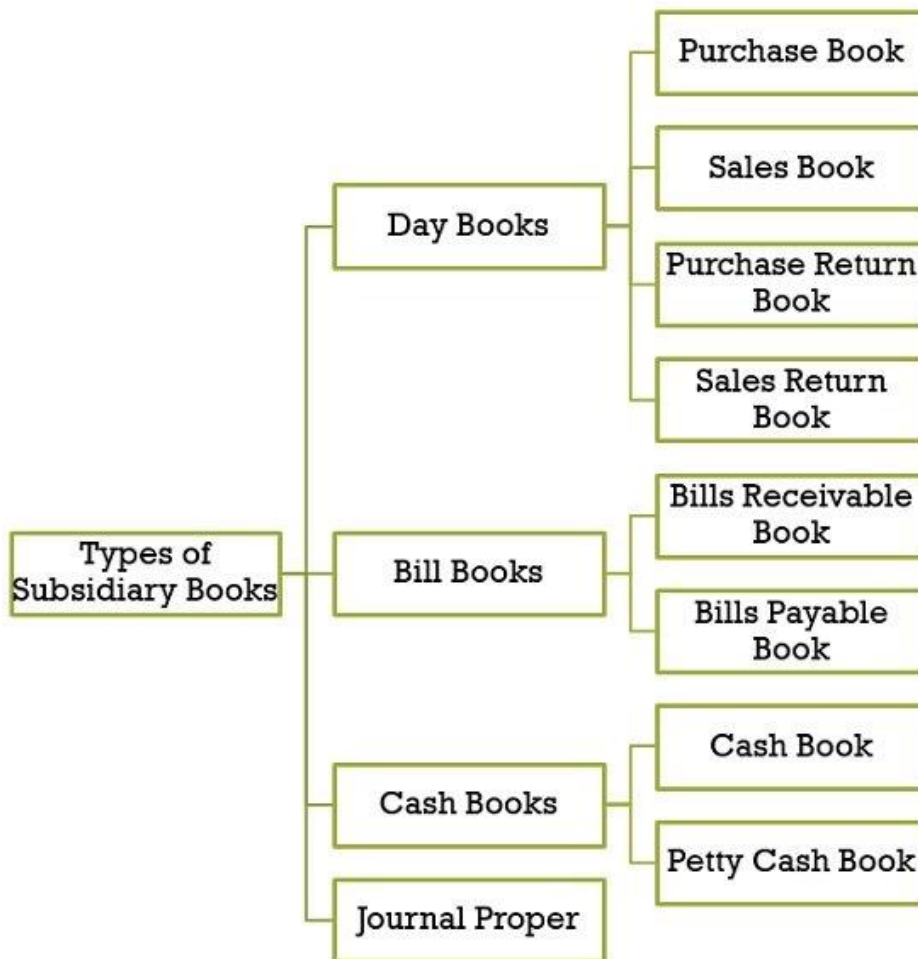 Types of
Subsidiary Books
Day Books
Purchase Book
Sales Book
Purchase Return
Book
Sales Return
Book
Bill Books
Bills Receivable
Book
Bills Payable
Book
Cash Books
Cash Book
Petty Cash Book
Journal Proper